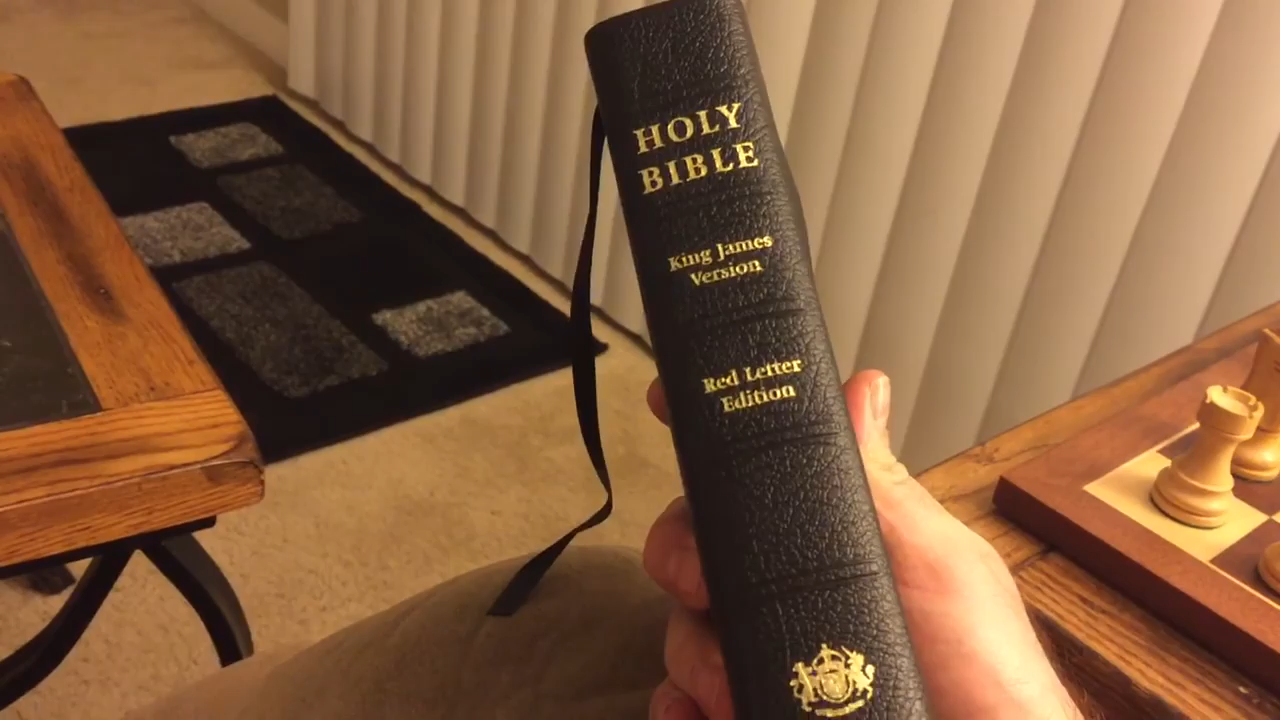 HOLY
BIBLE
King James
Version
Red Letter
Edition